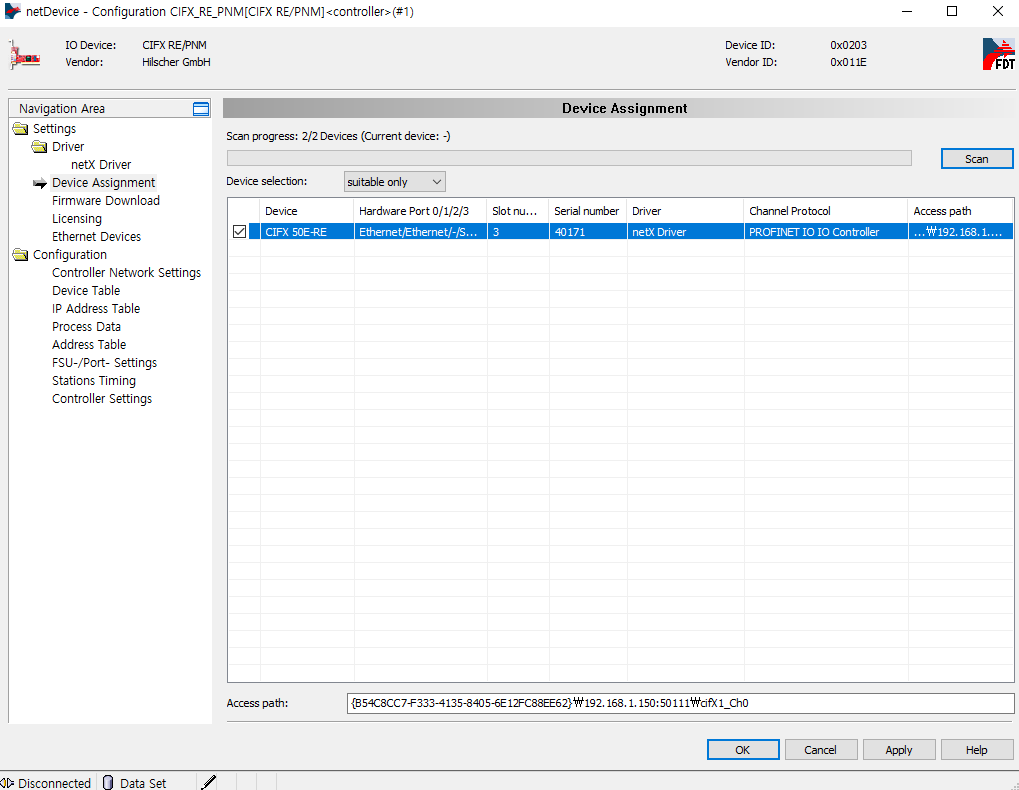 netDevice - Configuration CIFX_RE_PNM[CIFX RE/PNM]<controller>(#1)
IO Device: CIFX RE/PNM Device ID: 0x0203
Vendor: Hilscher GmbH Vendor ID: 0x011E
FDT
Navigation Area
Settings
Driver
netX Driver
Device Assignment
Firmware Download
Licensing
Ethernet Devices
Configuration
Controller Network Settings
Device Table
IP Address Table
Process Data
Address Table
FSU-/Port- Settings
Stations Timing
Controller Settings
Device Assignment
Scan progress: 2/2 Devices (Current device: -)
Scan
Device selection: suitable only
Device Hardware Port 0/1/2/3 Slot nu... Serial number Driver Channel Protocol Access path
CIFX 50E-RE Ethernet/Ethernet/-/S... 3 40171 netX Driver PROFINET IO IO Controller ...₩192.168.1....
Access path: {B54C8CC7-F333-4135-8405-6E12FC88EE62}₩192.168.1.150:50111₩cifX1_Ch0
OK Cancel Apply Help
Disconnected Data Set